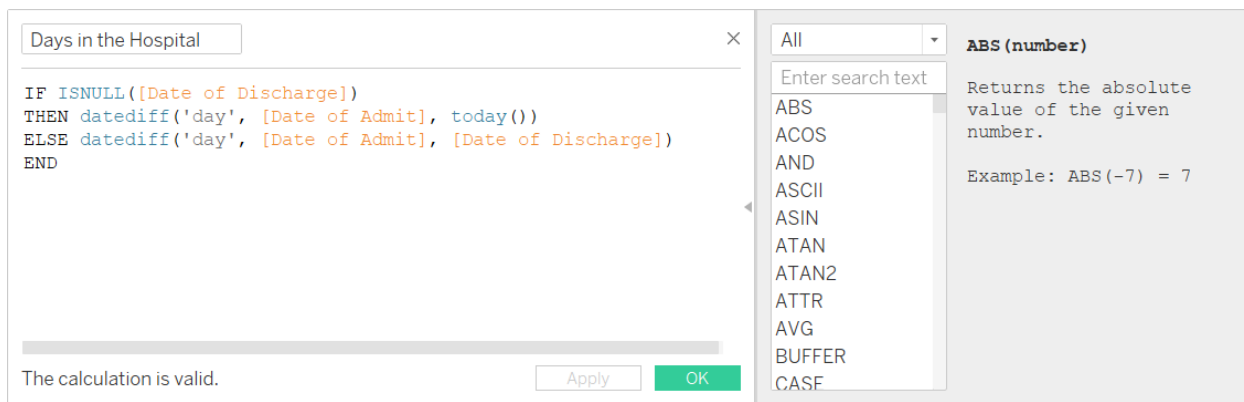 Days in the Hospital
IF ISNULL([Date of Discharge])
THEN datediff('day', [Date of Admit], today())
ELSE datediff('day', [Date of Admit], [Date of Discharge])
END
The calculation is valid.
Apply
OK
All
Enter search text
ABS
ACOS
AND
ASCII
ASIN
ATAN
ATAN2
ATTR
AVG
BUFFER
CASE
ABS(number)
Returns the absolute
value of the given
number.
Example: ABS(-7) = 7